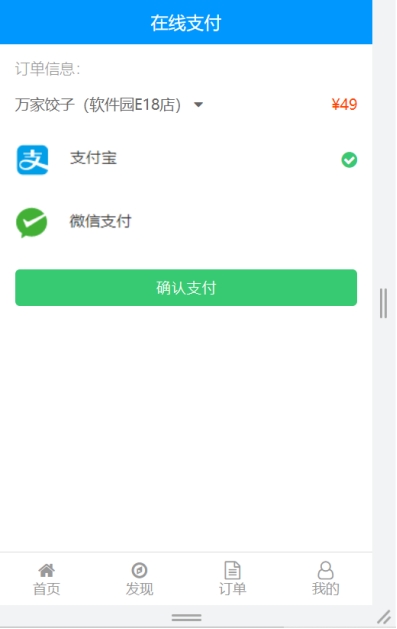 在线支付
订单信息：
万家饺子（软件园E18店） ¥49
支 支付宝
微信支付
确认支付
首页 发现 订单 我的